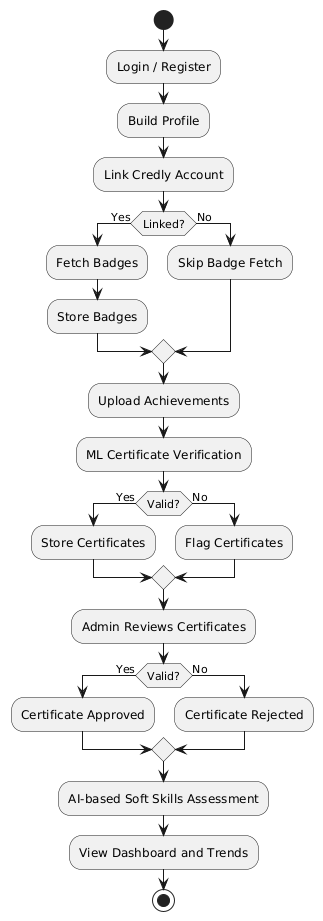 Login / Register
Build Profile
Link Credly Account
Yes
Linked?
No
Fetch Badges
Skip Badge Fetch
Store Badges
Upload Achievements
ML Certificate Verification
Yes
Valid?
No
Store Certificates
Flag Certificates
Admin Reviews Certificates
Yes
Valid?
No
Certificate Approved
Certificate Rejected
AI-based Soft Skills Assessment
View Dashboard and Trends